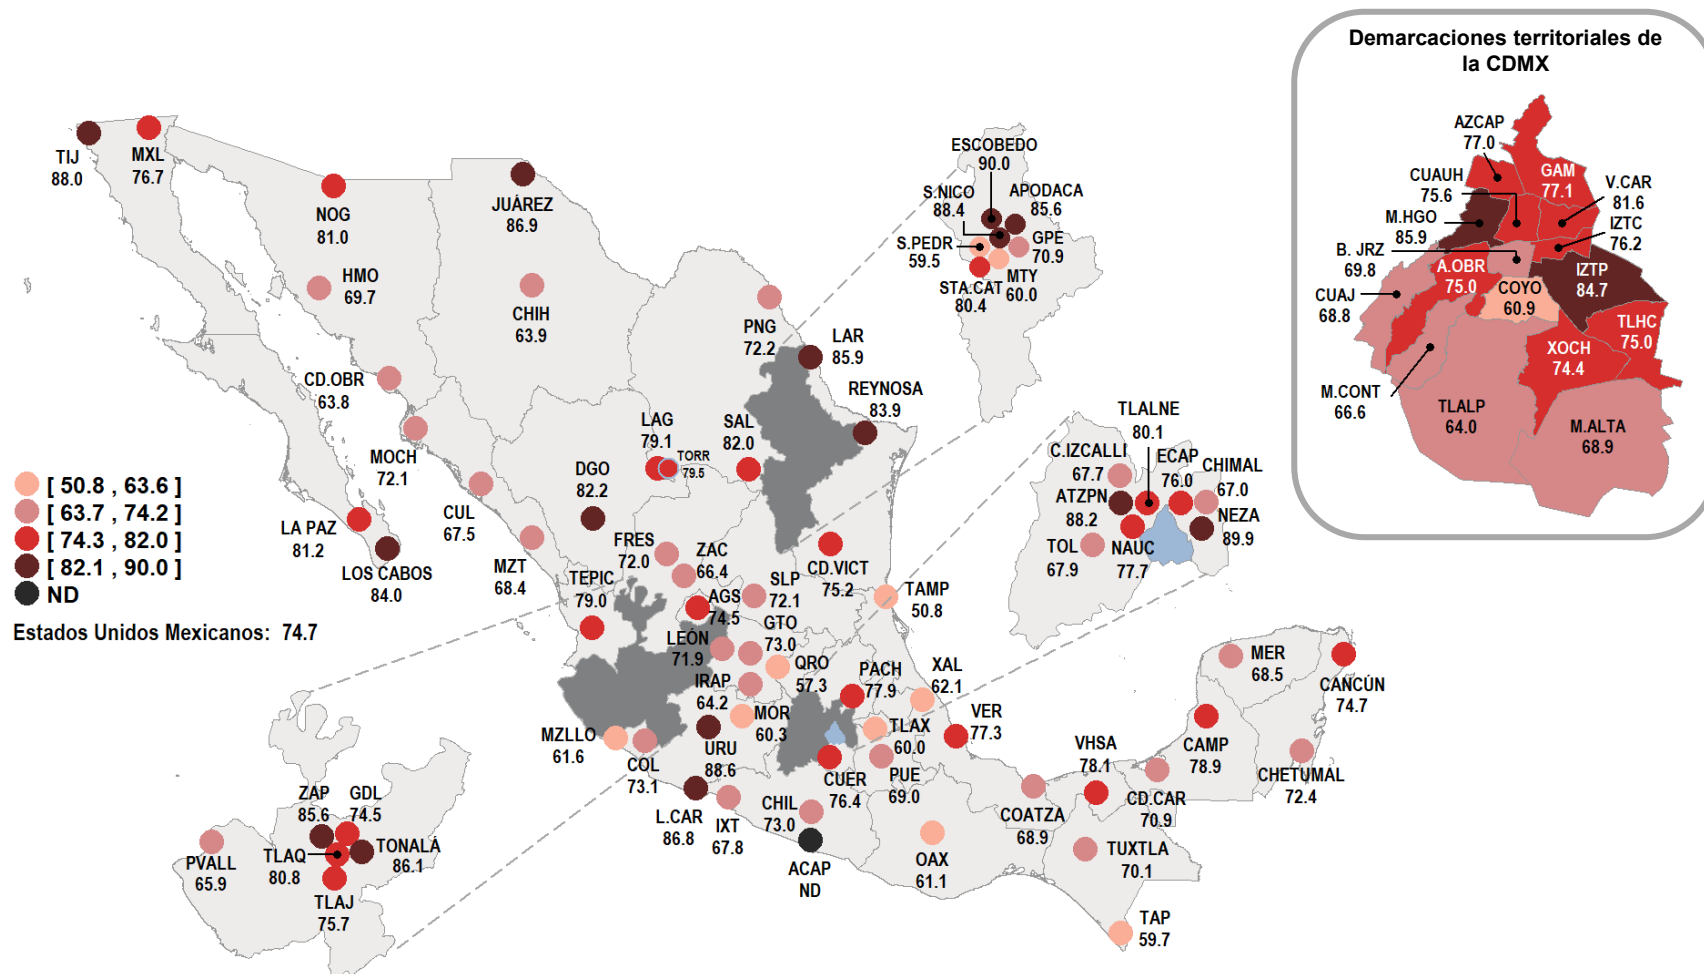 Demarcaciones territoriales de
la CDMX
AZCAP
77.0
GAM
77.1
CUAUH
75.6
V.CAR
81.6
M.HGO
85.9
IZTC
76.2
B. JRZ
69.8
A.OBR
75.0
IZTP
84.7
CUAJ
68.8
COYO
60.9
TLHC
75.0
XOCH
74.4
M.CONT
66.6
TLALP
64.0
M.ALTA
68.9
TIJ
88.0
MXL
76.7
NOG
81.0
HMO
69.7
JUÁREZ
86.9
CHIH
63.9
CD.OBR
63.8
MOCH
72.1
CUL
67.5
LA PAZ
81.2
LOS CABOS
84.0
MZT
68.4
ESCOBEDO
90.0
S.NICO
88.4
APODACA
85.6
S.PEDR
59.5
GPE
70.9
MTY
60.0
STA.CAT
80.4
PNG
72.2
LAR
85.9
REYNOSA
83.9
LAG
79.1
TORR
79.5
SAL
82.0
DGO
82.2
FRES
72.0
ZAC
66.4
TEPIC
79.0
AGS
74.5
SLP
72.1
CD.VICT
75.2
TAMP
50.8
LEÓN
71.9
GTO
73.0
QRO
57.3
IRAP
64.2
PACH
77.9
XAL
62.1
MOR
60.3
TLAX
60.0
VER
77.3
MZLLO
61.6
COL
73.1
URU
88.6
CUER
76.4
PUE
69.0
L.CAR
86.8
IXT
67.8
CHIL
73.0
ACAP
ND
OAX
61.1
COATZA
68.9
VHSA
78.1
CD.CAR
70.9
TUXTLA
70.1
TAP
59.7
CAMP
78.9
MER
68.5
CANCÚN
74.7
CHETUMAL
72.4
TLALNE
80.1
C.IZCALLI
67.7
ECAP
76.0
CHIMAL
67.0
ATZPN
88.2
NEZA
89.9
TOL
67.9
NAUC
77.7
[ 50.8 , 63.6 ]
[ 63.7 , 74.2 ]
[ 74.3 , 82.0 ]
[ 82.1 , 90.0 ]
ND
Estados Unidos Mexicanos: 74.7
ZAP
85.6
GDL
74.5
PVALL
65.9
TLAQ
80.8
TONALÁ
86.1
TLAJ
75.7